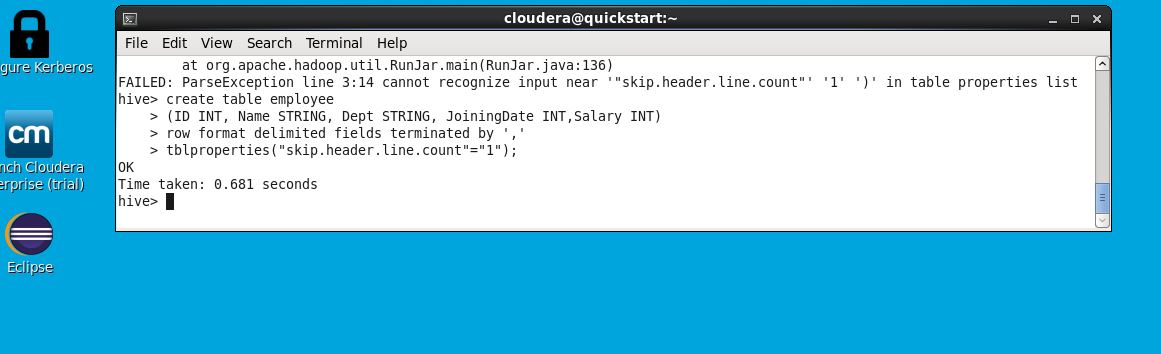 cloudera@quickstart:~
File Edit View Search Terminal Help
at org.apache.hadoop.util.RunJar.main(RunJar.java:136)
FAILED: ParseException line 3:14 cannot recognize input near '"skip.header.line.count"' '1' ')' in table properties list
hive> create table employee
> (ID INT, Name STRING, Dept STRING, JoiningDate INT,Salary INT)
> row format delimited fields terminated by ','
> tblproperties("skip.header.line.count"="1");
OK
Time taken: 0.681 seconds
hive>
gure Kerberos
cm
nch Cloudera
erprise (trial)
Eclipse